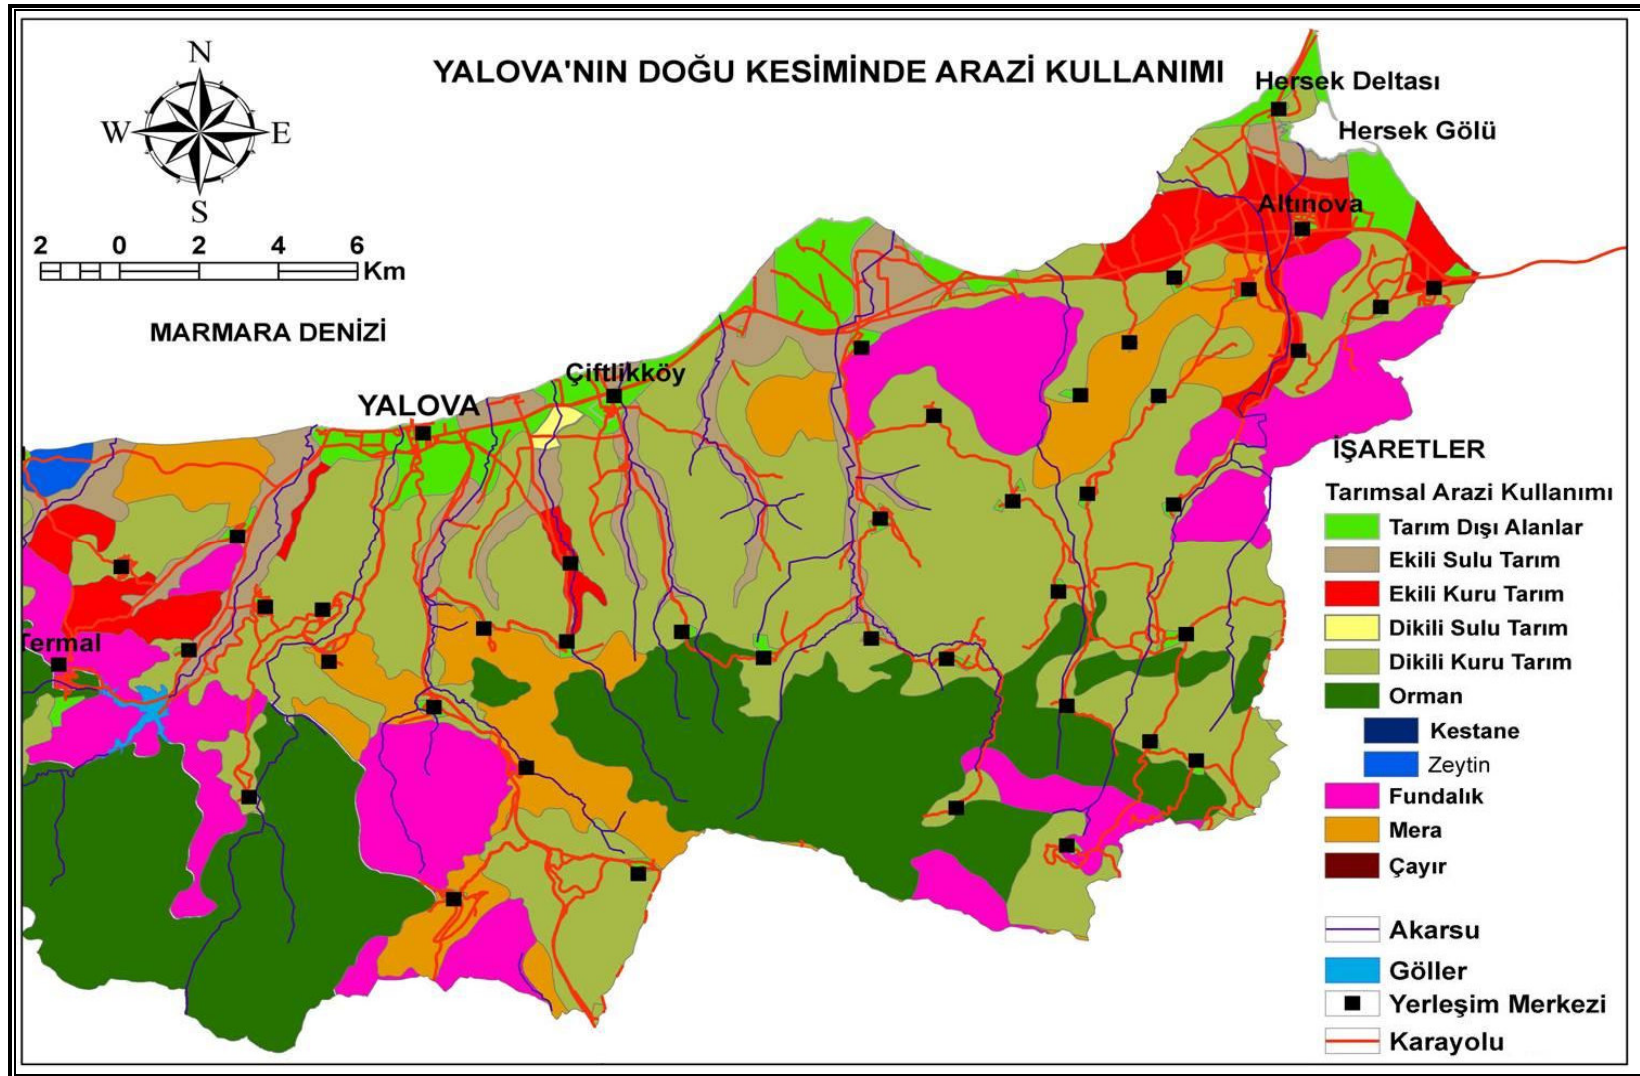 YALOVA'NIN DOĞU KESİMİNDE ARAZİ KULLANIMI
N
W
E
S
2 0 2 4 6
Km
MARMARA DENİZİ
Hersek Deltası
Hersek Gölü
Altınova
Çiftlikköy
YALOVA
Termal
İŞARETLER
Tarımsal Arazi Kullanımı
Tarım Dışı Alanlar
Ekili Sulu Tarım
Ekili Kuru Tarım
Dikili Sulu Tarım
Dikili Kuru Tarım
Orman
Kestane
Zeytin
Fundalık
Mera
Çayır
Akarsu
Göller
Yerleşim Merkezi
Karayolu